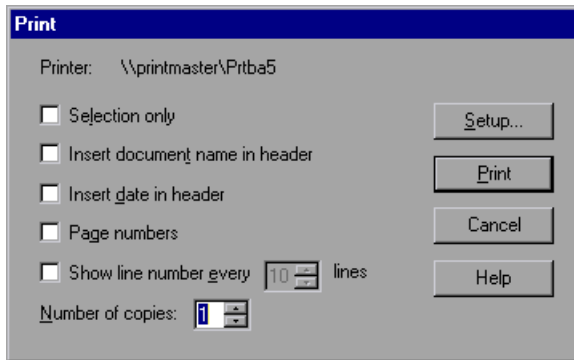 Print
Printer: \\printmaster\Prtba5
Selection only
Setup...
Insert document name in header
Print
Insert date in header
Page numbers
Cancel
Show line number every 10 lines
Help
Number of copies: 1